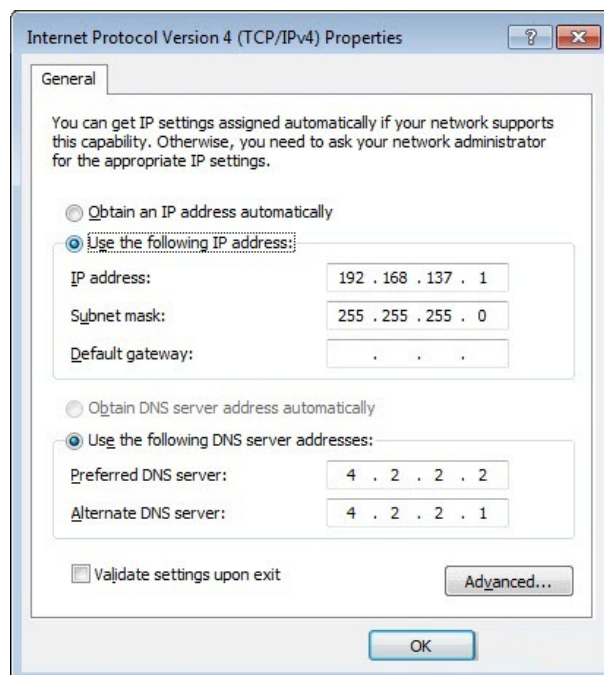 Internet Protocol Version 4 (TCP/IPv4) Properties
General
You can get IP settings assigned automatically if your network supports
this capability. Otherwise, you need to ask your network administrator
for the appropriate IP settings.
Obtain an IP address automatically
Use the following IP address:
IP address: 192 . 168 . 137 . 1
Subnet mask: 255 . 255 . 255 . 0
Default gateway: . . .
Obtain DNS server address automatically
Use the following DNS server addresses:
Preferred DNS server: 4 . 2 . 2 . 2
Alternate DNS server: 4 . 2 . 2 . 1
Validate settings upon exit
Advanced...
OK